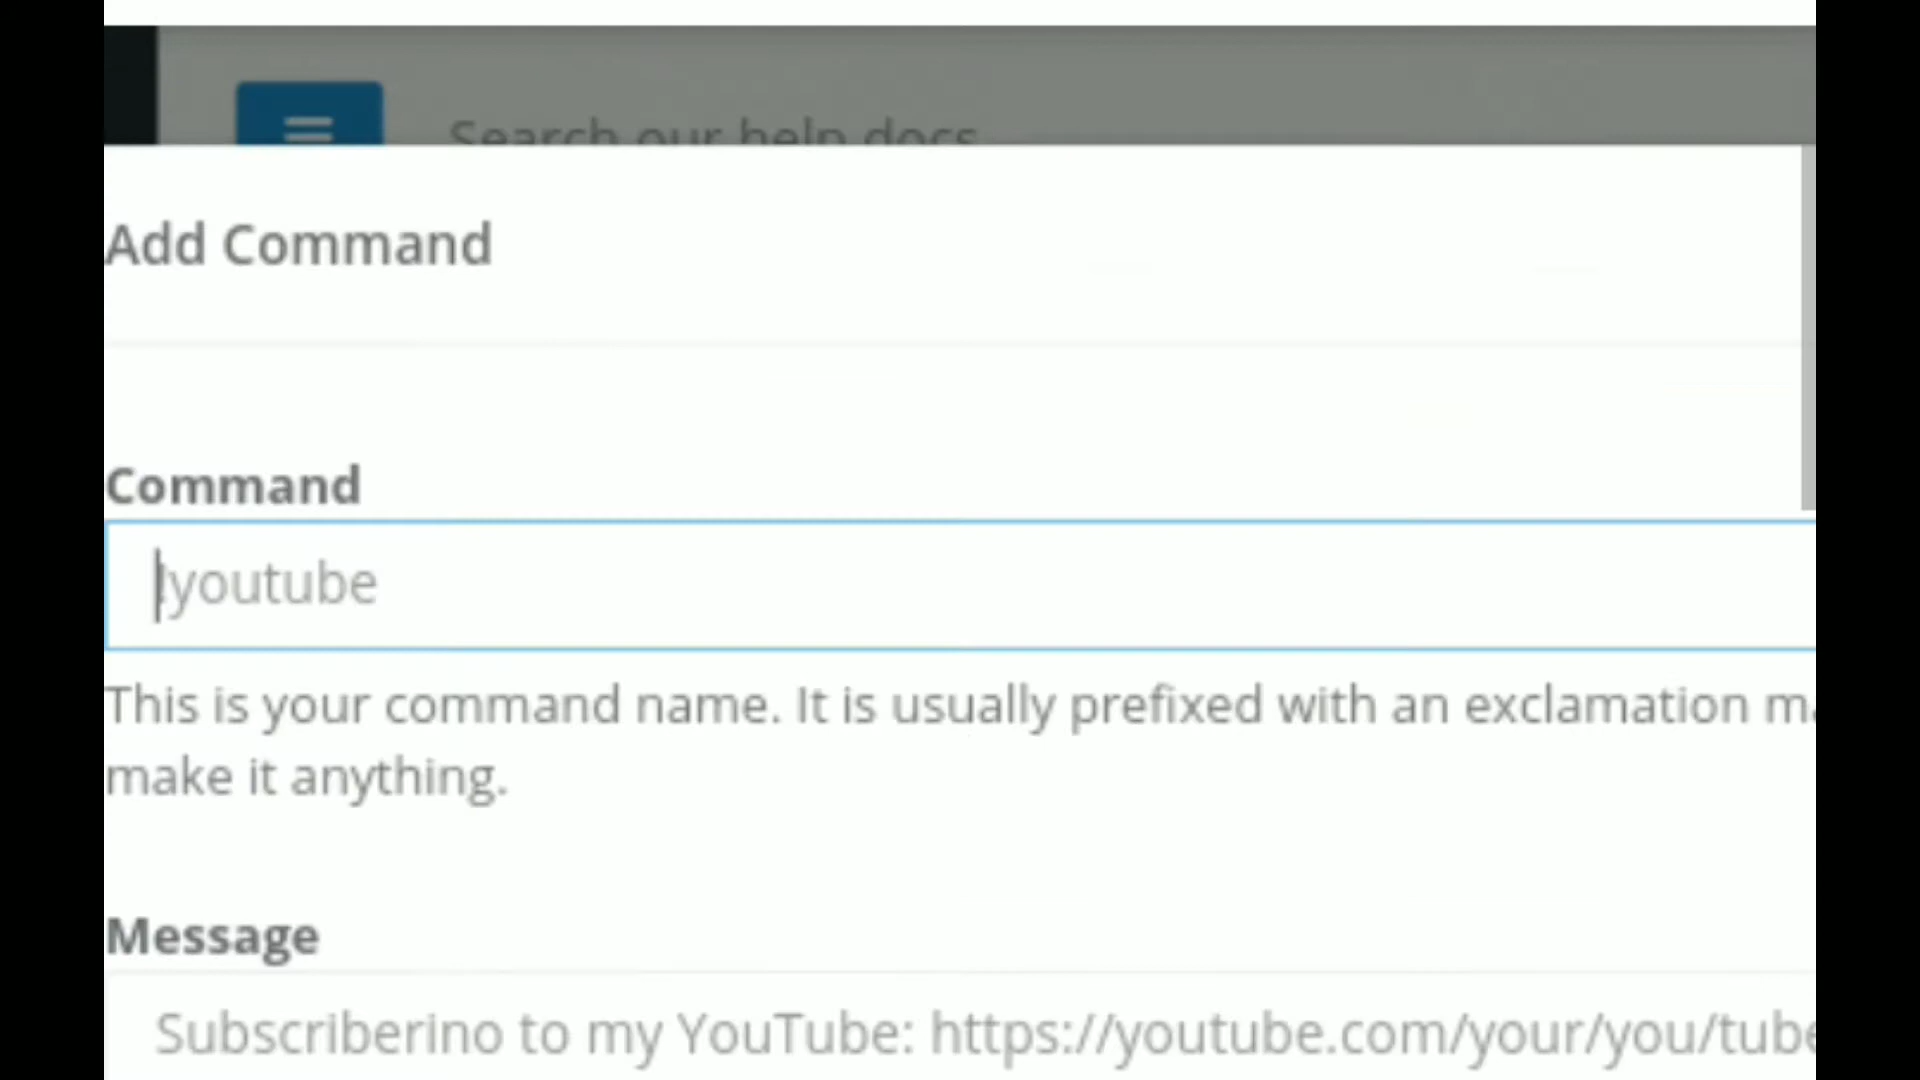 Search our help docs
Add Command
Command
!youtube
This is your command name. It is usually prefixed with an exclamation
make it anything.
Message
Subscriberino to my YouTube: https://youtube.com/your/you/tube